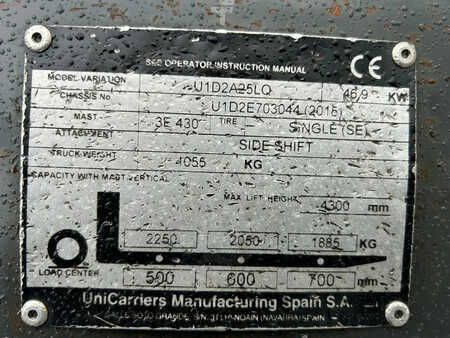 SEE OPERATOR INSTRUCTION MANUAL CE
MODEL VARIATION U1D2A25LQ 46.9 KW
CHASSIS No. U1D2E703044 (2015)
MAST 3F 430 TIRE SINGLE (SE)
ATTACHMENT SIDE SHIFT
TRUCK WEIGHT 4055 KG
CAPACITY WITH MAST VERTICAL
MAX LIFT HEIGHT 4300 mm
2250 2050 1885 KG
LOAD CENTER 500 600 700 mm
UniCarriers Manufacturing Spain S.A.